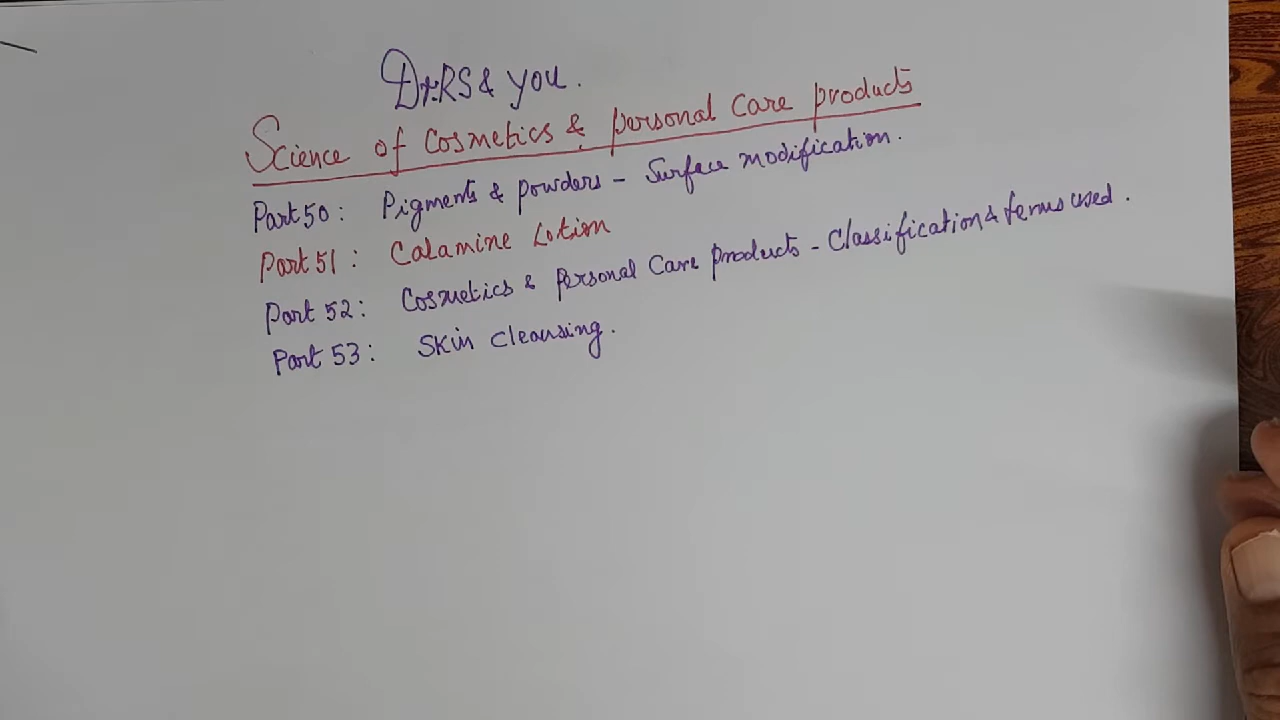 Dr.RS & you.
Science of Cosmetics & personal Care products
Part 50: Pigments & powders - Surface modification.
Part 51: Calamine Lotion
Part 52: Cosmetics & Personal Care products - Classification & terms used.
Part 53: Skin cleansing.